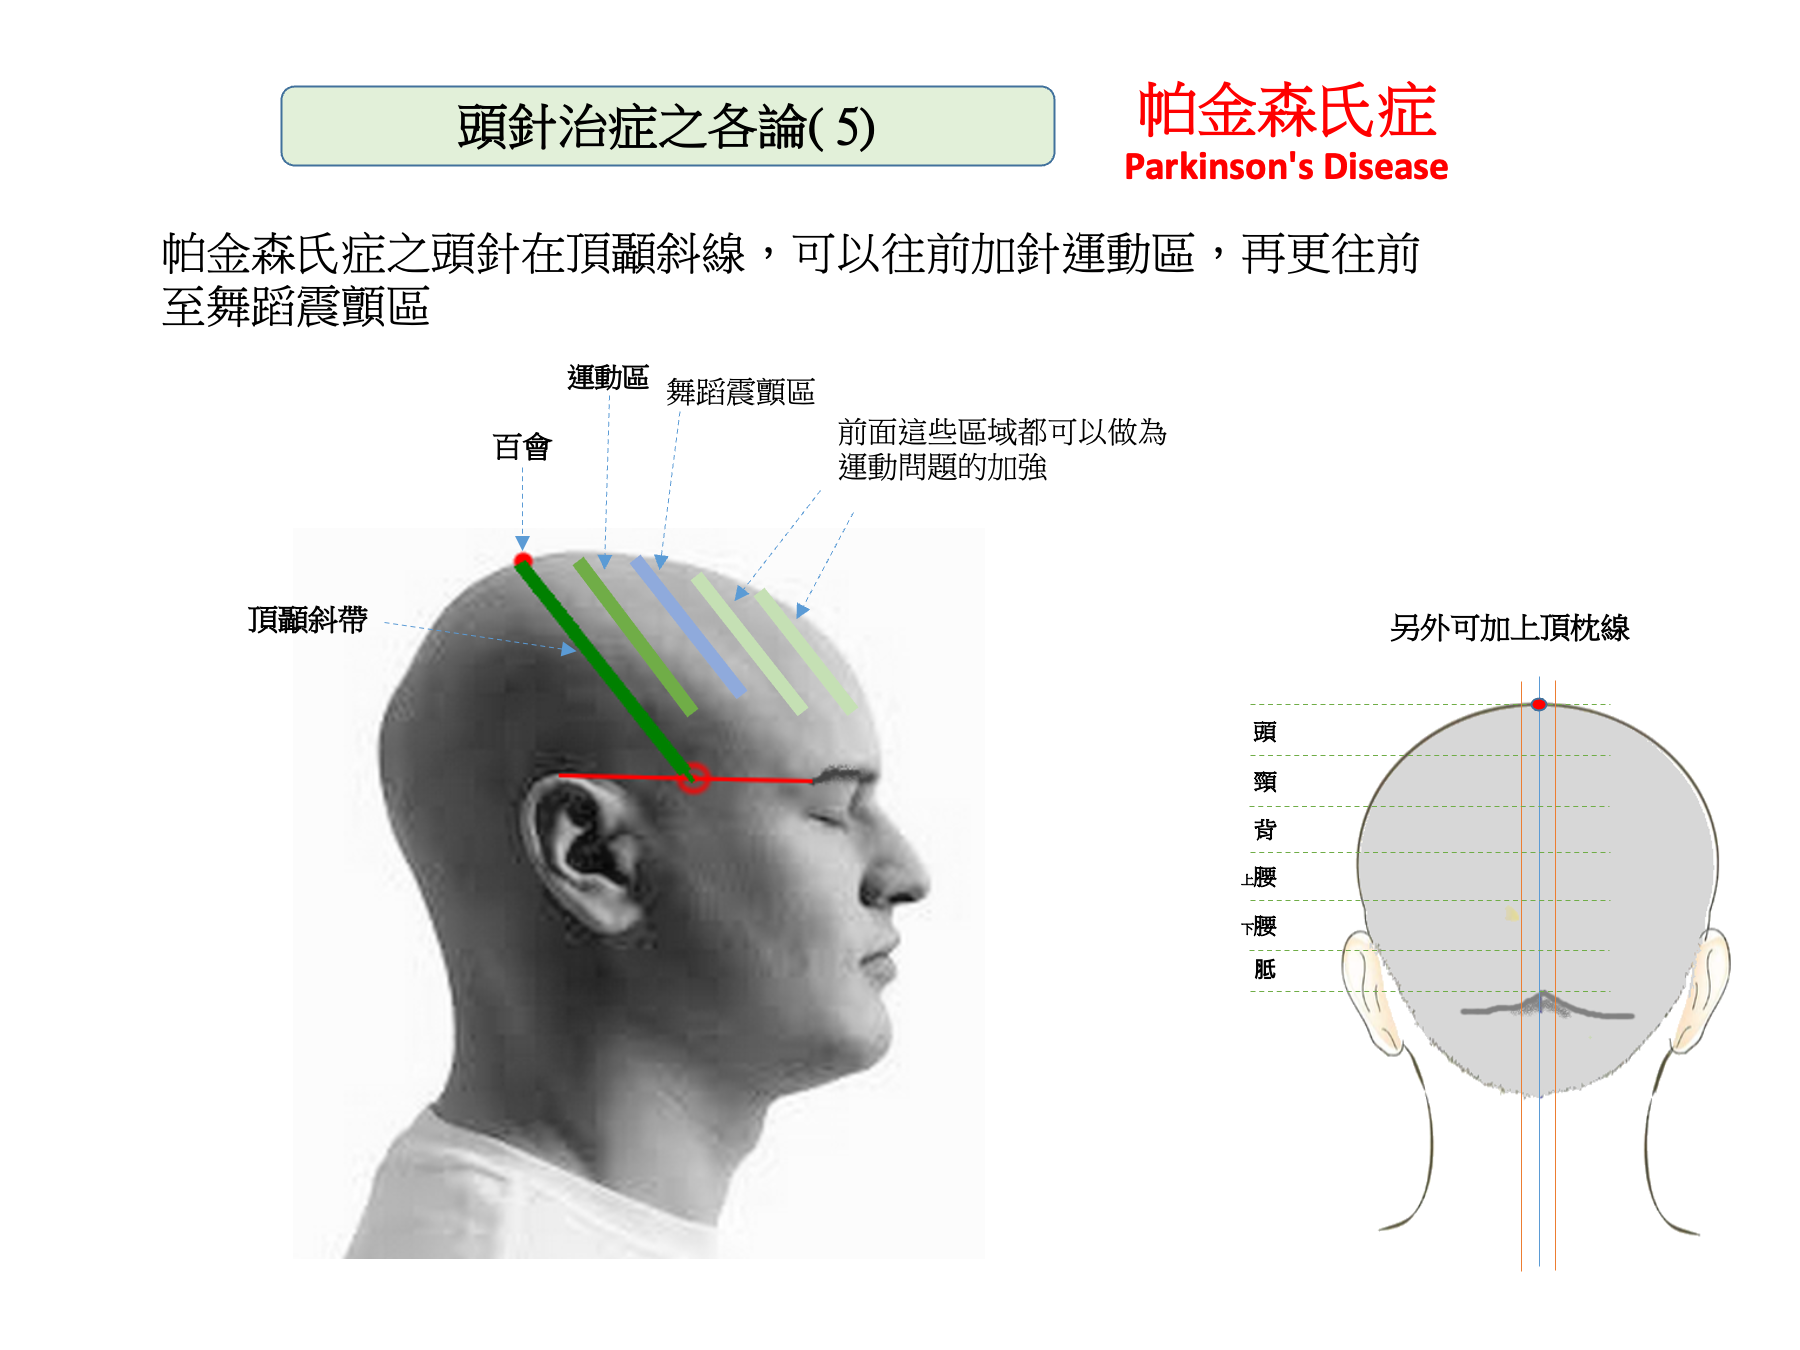 頭針治症之各論( 5)
帕金森氏症
Parkinson's Disease
帕金森氏症之頭針在頂顳斜線，可以往前加針運動區，再更往前
至舞蹈震顫區
運動區
舞蹈震顫區
百會
前面這些區域都可以做為
運動問題的加強
頂顳斜帶
另外可加上頂枕線
頭
頸
背
上腰
下腰
骶